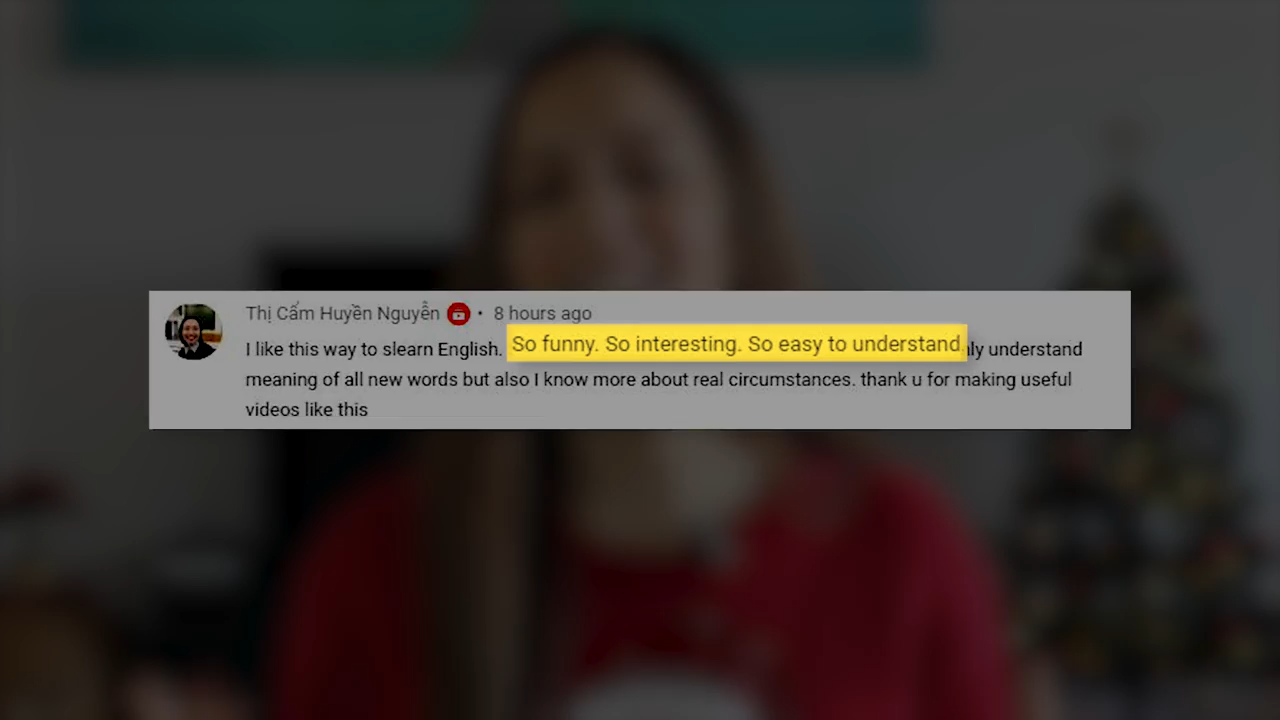 Thị Cẩm Huyền Nguyễn • 8 hours ago
I like this way to slearn English. So funny. So interesting. So easy to understand understand
meaning of all new words but also I know more about real circumstances. thank u for making useful
videos like this